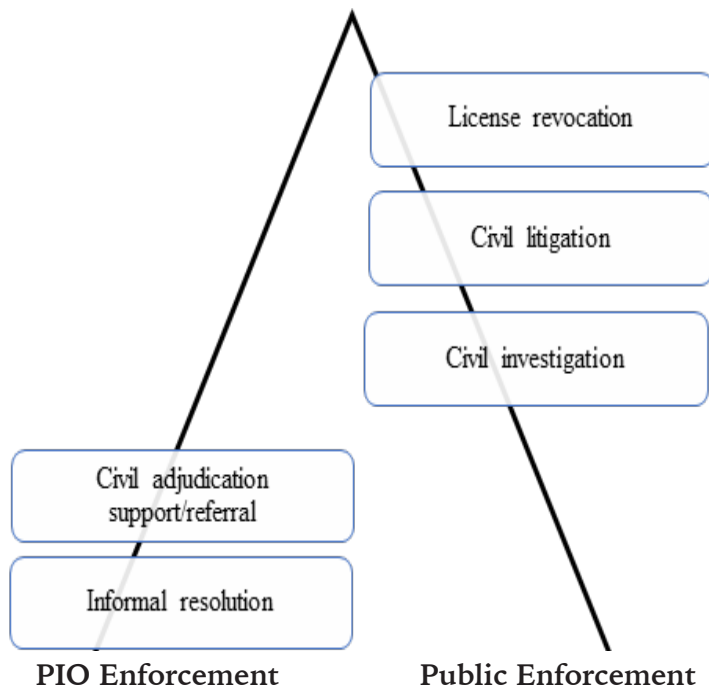 License revocation
Civil litigation
Civil investigation
Civil adjudication
support/referral
Informal resolution
PIO Enforcement
Public Enforcement